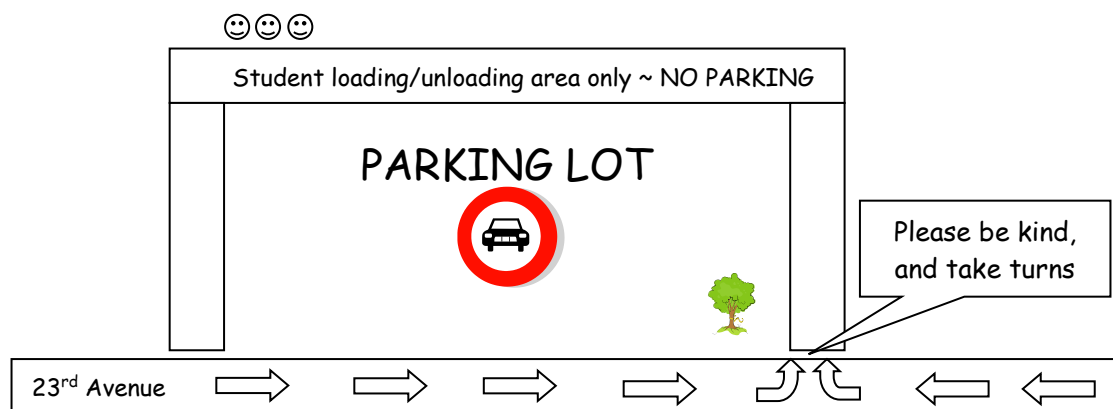 Student loading/unloading area only ~ NO PARKING
PARKING LOT
Please be kind,
and take turns
23rd Avenue